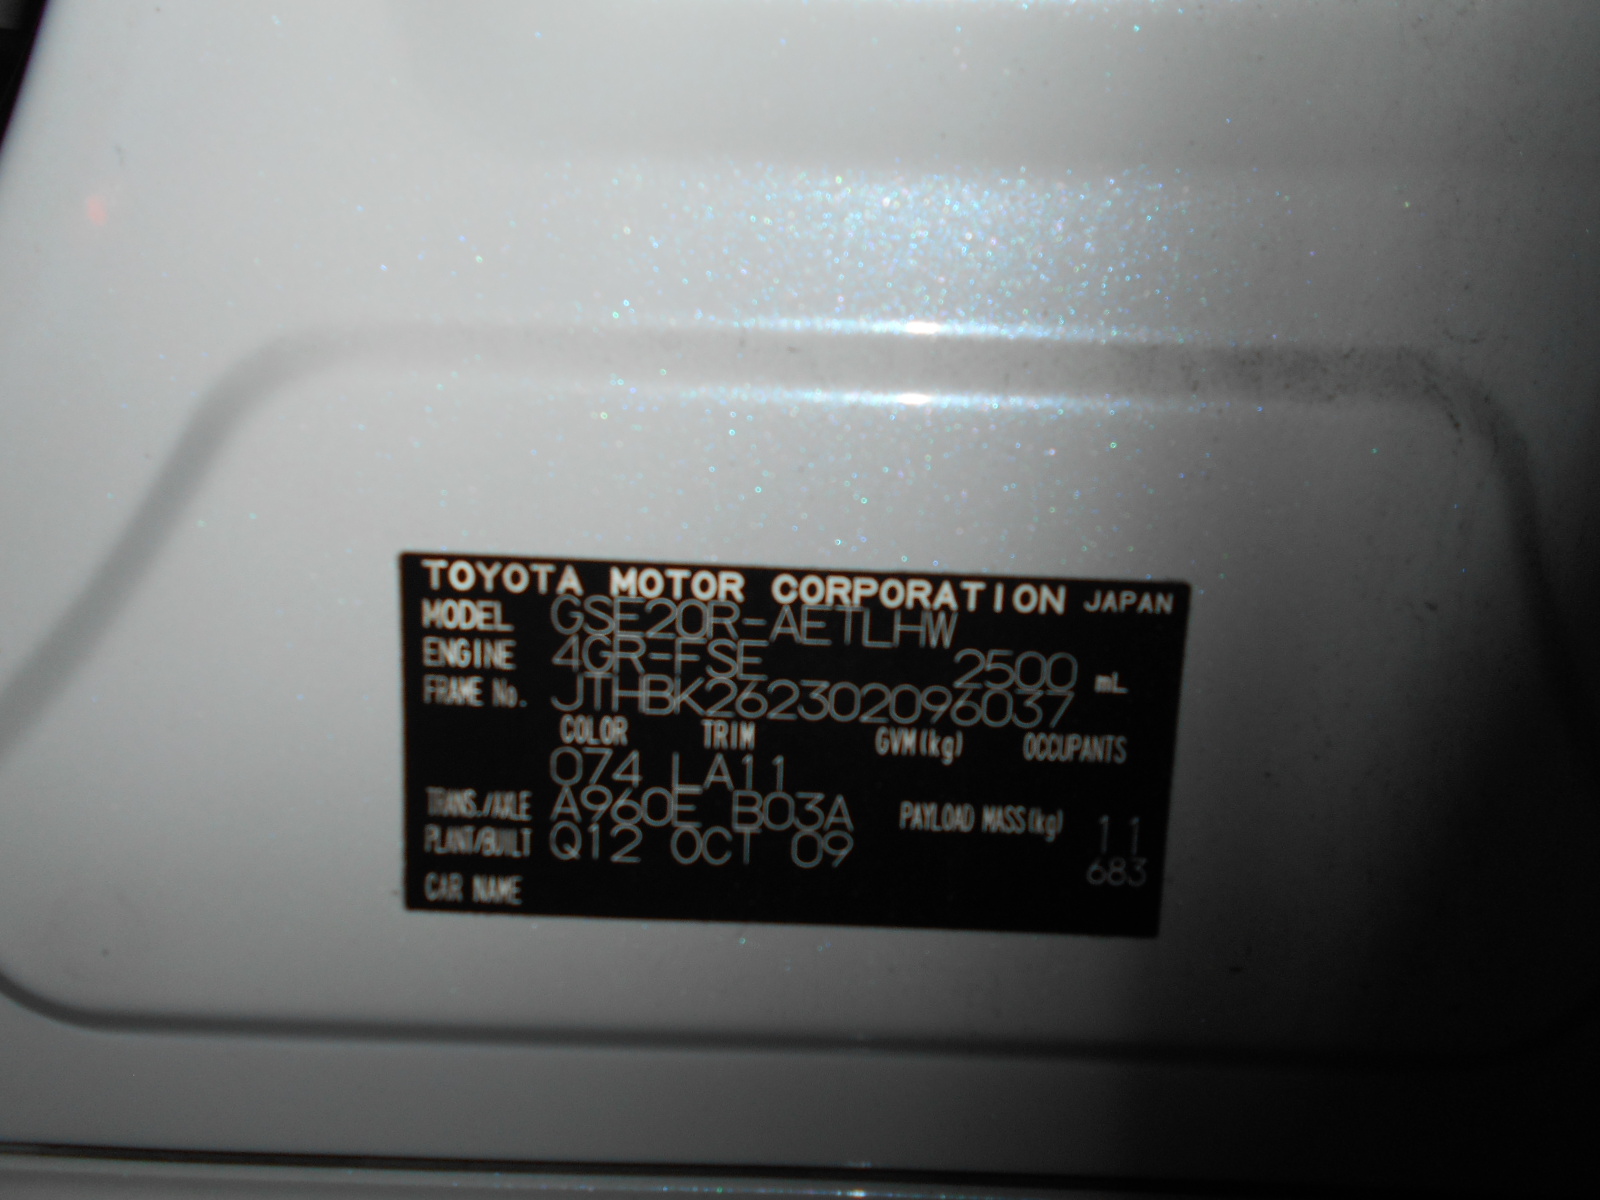 TOYOTA MOTOR CORPORATION JAPAN
MODEL GSE20R-AETLHW
ENGINE 4GR-FSE 2500 mL
FRAME No. JTHBK262302096037
COLOR TRIM GVM(kg) OCCUPANTS
074 LA11
TRANS./AXLE A960E B03A PAYLOAD MASS(kg) 11
PLANT/BUILT Q12 OCT 09 683
CAR NAME